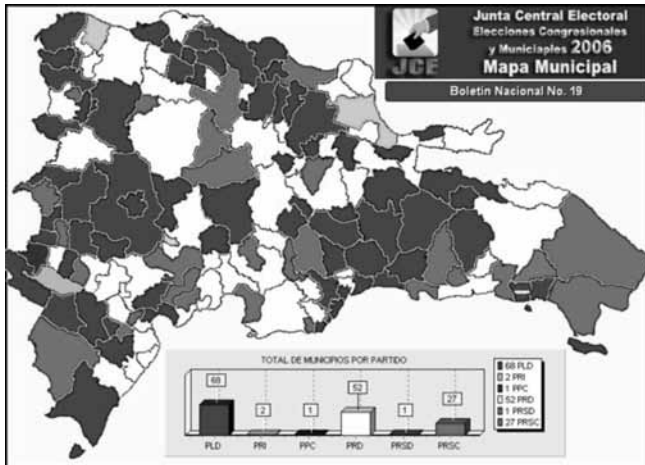 Junta Central Electoral
Elecciones Congresionales
y Municiaples 2006
Mapa Municipal
JCE
Boletin Nacional No. 19
TOTAL DE MUNICIPIOS POR PARTIDO
68
2
1
52
1
27
PLD
PRI
PPC
PRD
PRSD
PRSC
68 PLD
2 PRI
1 PPC
52 PRD
1 PRSD
27 PRSC